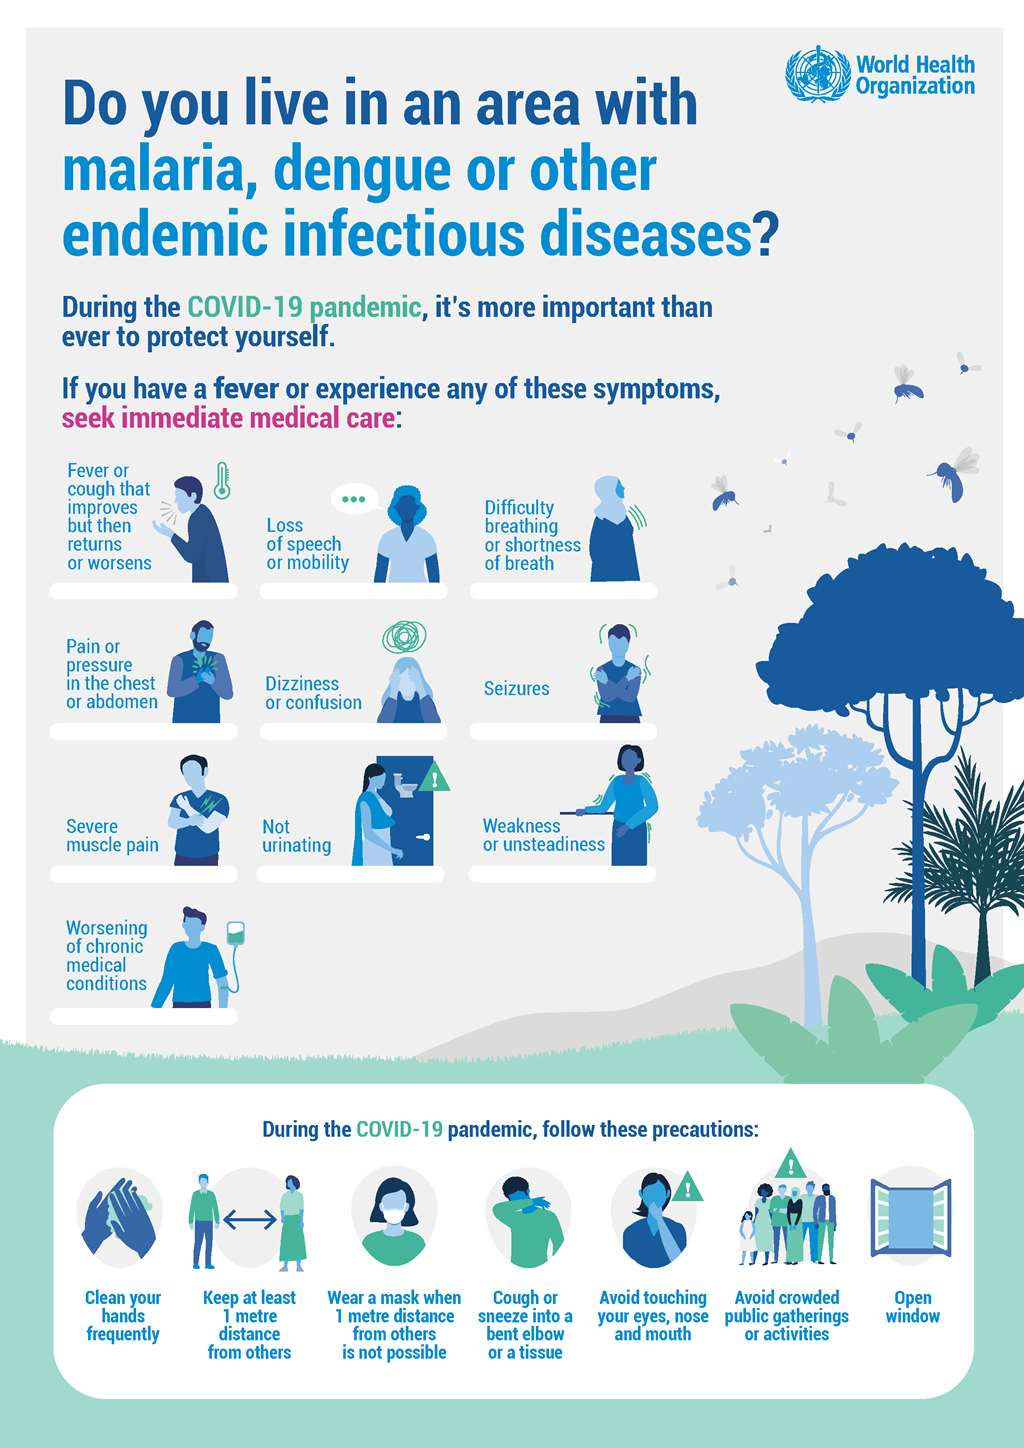 World Health
Organization
Do you live in an area with
malaria, dengue or other
endemic infectious diseases?
During the COVID-19 pandemic, it's more important than
ever to protect yourself.
If you have a fever or experience any of these symptoms,
seek immediate medical care:
Fever or
cough that
improves
but then
returns
or worsens
Loss
of speech
or mobility
Difficulty
breathing
or shortness
of breath
Pain or
pressure
in the chest
or abdomen
Dizziness
or confusion
Seizures
Severe
muscle pain
Not
urinating
Weakness
or unsteadiness
Worsening
of chronic
medical
conditions
During the COVID-19 pandemic, follow these precautions:
Clean your
hands
frequently
Keep at least
1 metre
distance
from others
Wear a mask when
1 metre distance
from others
is not possible
Cough or
sneeze into a
bent elbow
or a tissue
Avoid touching
your eyes, nose
and mouth
Avoid crowded
public gatherings
or activities
Open
window